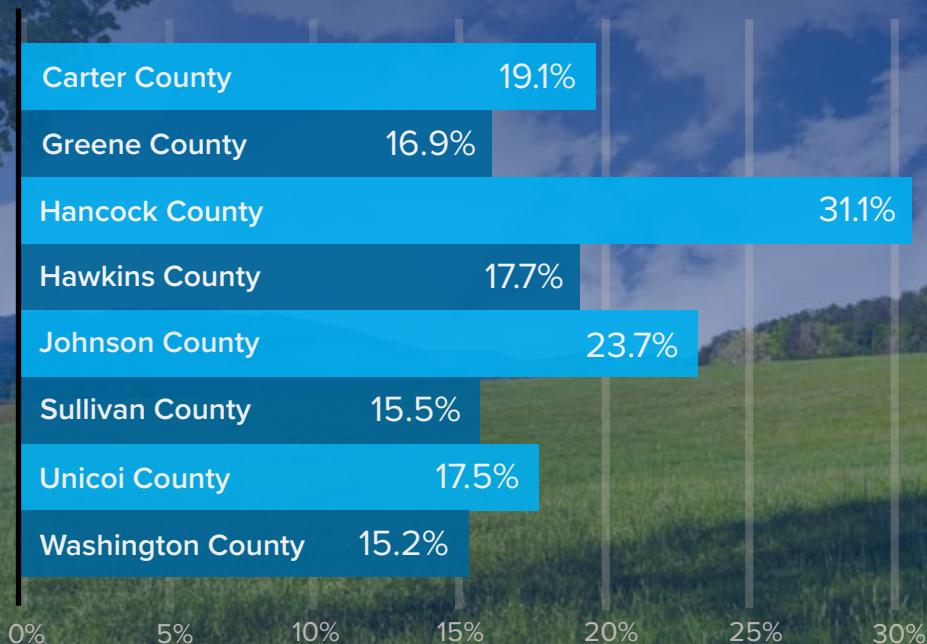 Carter County 19.1%
Greene County 16.9%
Hancock County 31.1%
Hawkins County 17.7%
Johnson County 23.7%
Sullivan County 15.5%
Unicoi County 17.5%
Washington County 15.2%
0% 5% 10% 15% 20% 25% 30%